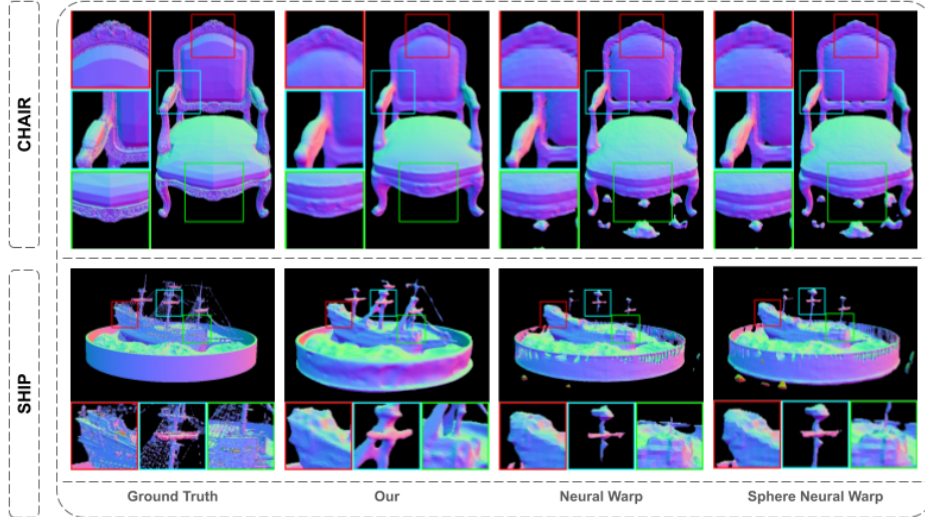 CHAIR
SHIP
Ground Truth
Our
Neural Warp
Sphere Neural Warp